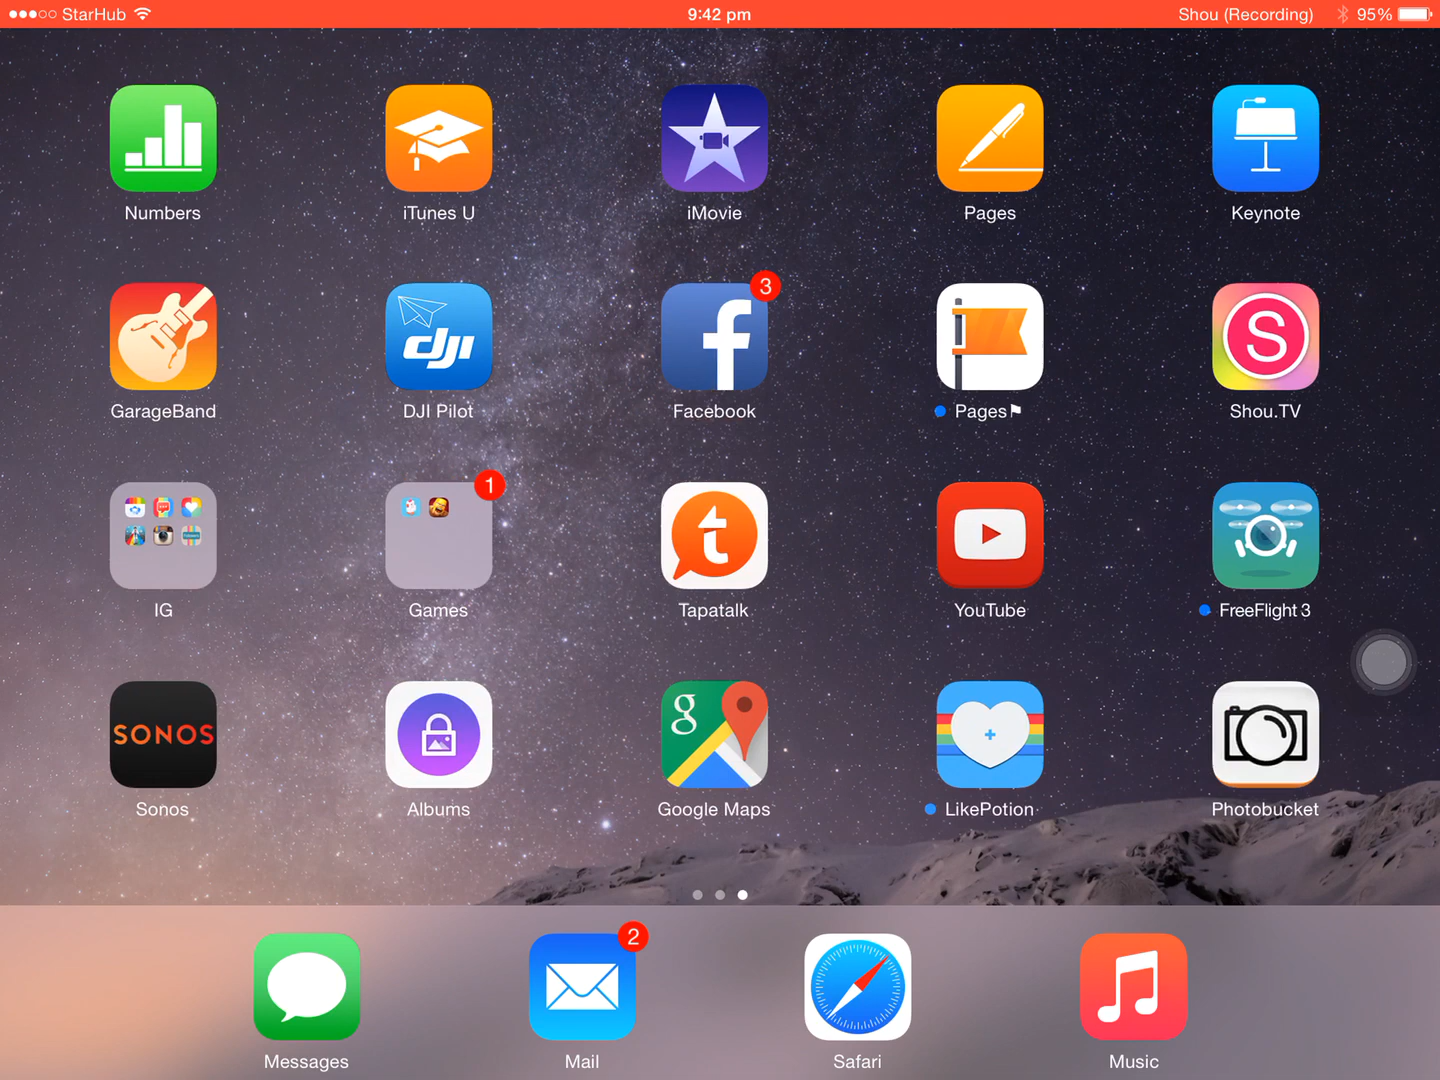 StarHub 9:42 pm Shou (Recording) 95%
Numbers iTunes U iMovie Pages Keynote
3
dji f S
GarageBand DJI Pilot Facebook Pages⚑ Shou.TV
1
t
IG Games Tapatalk YouTube FreeFlight 3
SONOS g
Sonos Albums Google Maps LikePotion Photobucket
2
Messages Mail Safari Music